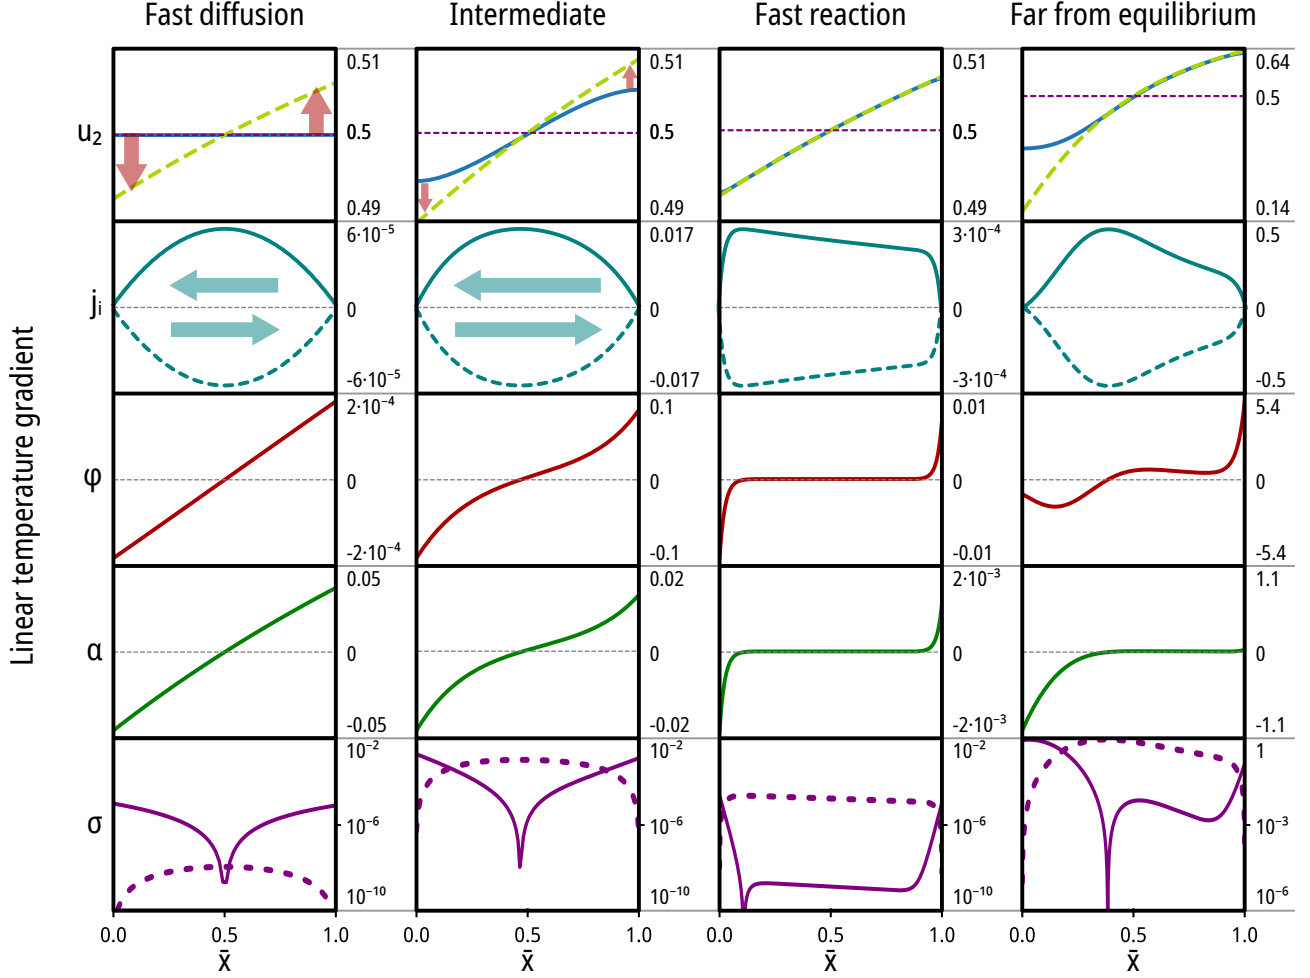 Fast diffusion Intermediate Fast reaction Far from equilibrium
Linear temperature gradient
u₂
0.51 0.51 0.51 0.64
0.5 0.5 0.5 0.5
0.49 0.49 0.49 0.14
jᵢ
6·10⁻⁵ 0.017 3·10⁻⁴ 0.5
0 0 0 0
-6·10⁻⁵ -0.017 -3·10⁻⁴ -0.5
φ
2·10⁻⁴ 0.1 0.01 5.4
0 0 0 0
-2·10⁻⁴ -0.1 -0.01 -5.4
α
0.05 0.02 2·10⁻³ 1.1
0 0 0 0
-0.05 -0.02 -2·10⁻³ -1.1
σ
10⁻² 10⁻² 10⁻² 1
10⁻⁶ 10⁻⁶ 10⁻⁶ 10⁻³
10⁻¹⁰ 10⁻¹⁰ 10⁻¹⁰ 10⁻⁶
0.0 0.5 1.0 0.0 0.5 1.0 0.0 0.5 1.0 0.0 0.5 1.0
x̄ x̄ x̄ x̄